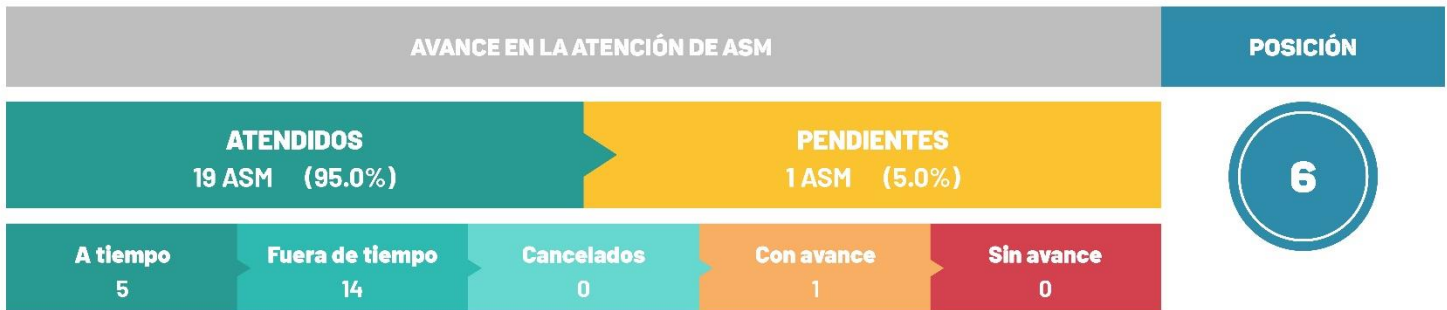 AVANCE EN LA ATENCIÓN DE ASM
POSICIÓN
ATENDIDOS
19 ASM (95.0%)
PENDIENTES
1 ASM (5.0%)
6
A tiempo
5
Fuera de tiempo
14
Cancelados
0
Con avance
1
Sin avance
0